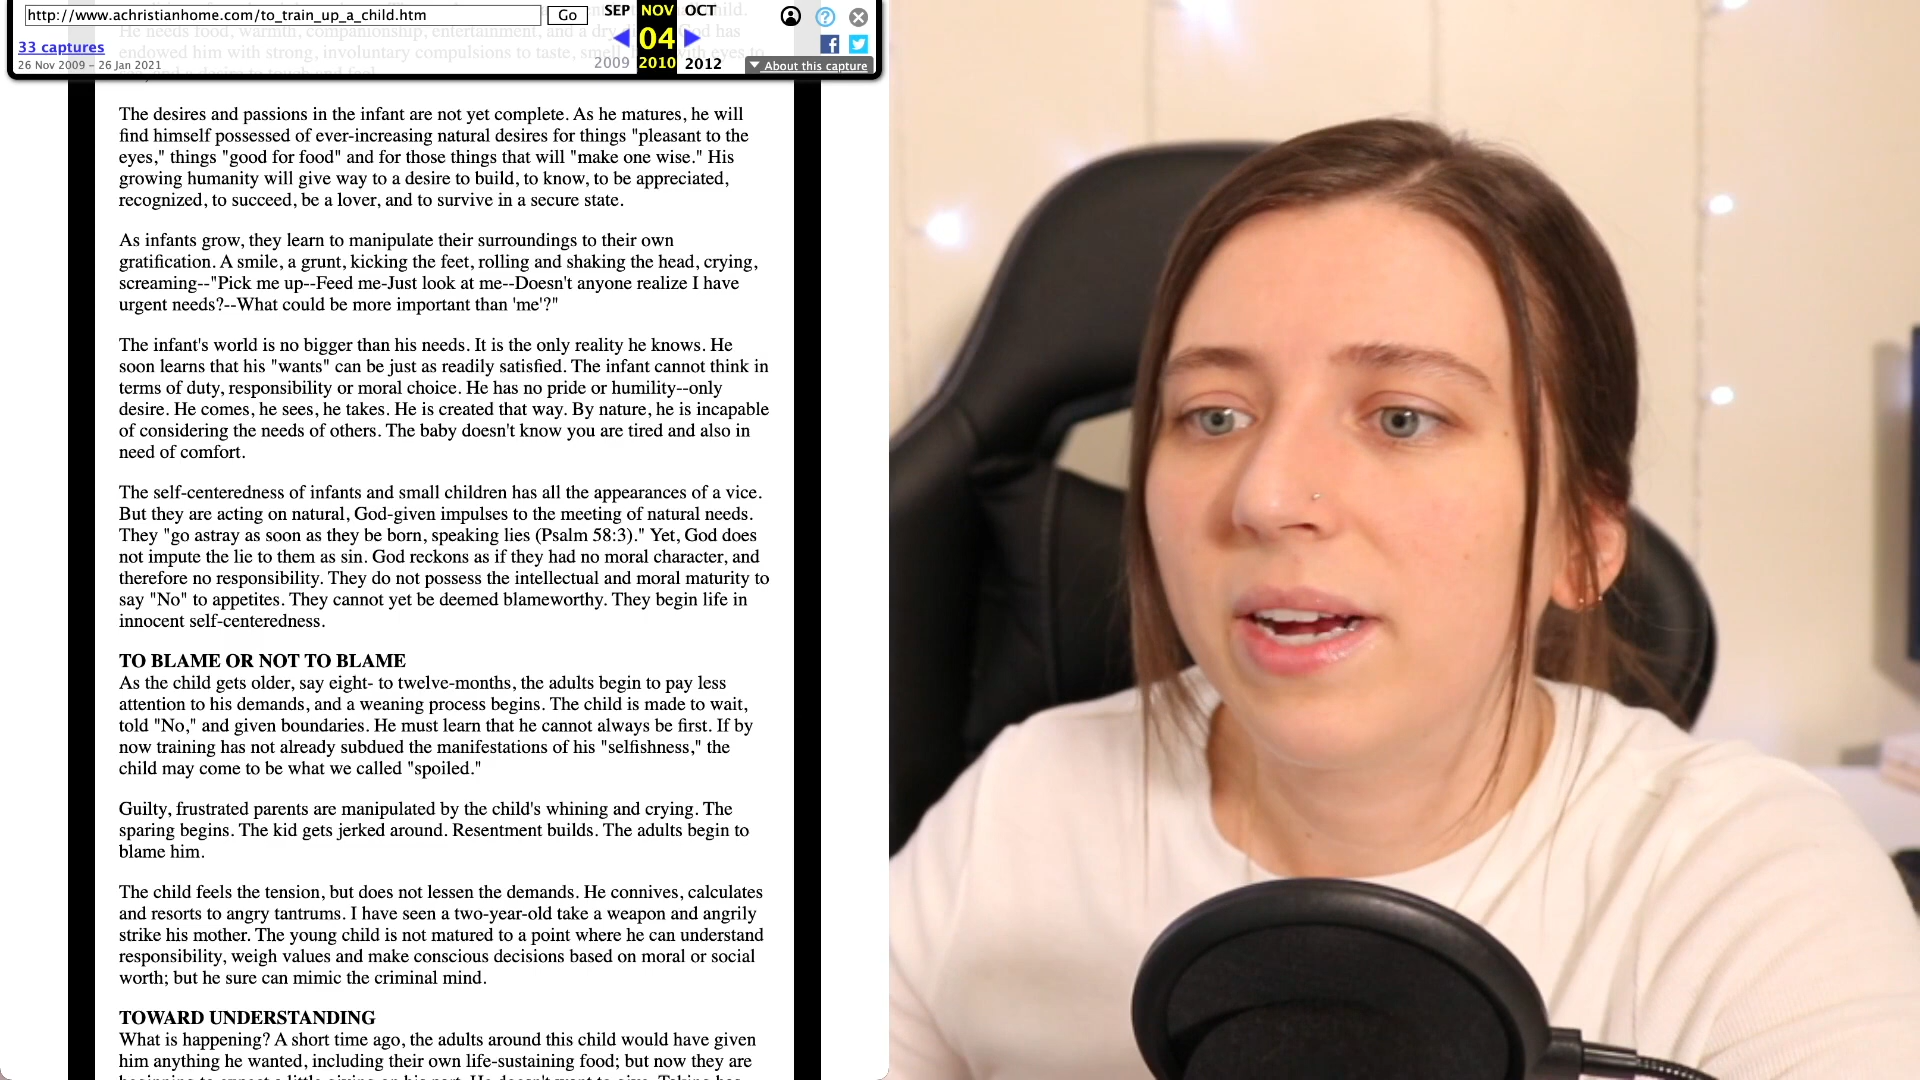 http://www.achristianhome.com/to_train_up_a_child.htm
Go
SEP NOV OCT
33 captures
04
26 Nov 2009 – 26 Jan 2021
2009 2010 2012
About this capture
He needs food, warmth, companionship, entertainment, and a
endowed him with strong, involuntary compulsions to taste, smell,
The desires and passions in the infant are not yet complete. As he matures, he will
find himself possessed of ever-increasing natural desires for things "pleasant to the
eyes," things "good for food" and for those things that will "make one wise." His
growing humanity will give way to a desire to build, to know, to be appreciated,
recognized, to succeed, be a lover, and to survive in a secure state.
As infants grow, they learn to manipulate their surroundings to their own
gratification. A smile, a grunt, kicking the feet, rolling and shaking the head, crying,
screaming--"Pick me up--Feed me-Just look at me--Doesn't anyone realize I have
urgent needs?--What could be more important than 'me'?"
The infant's world is no bigger than his needs. It is the only reality he knows. He
soon learns that his "wants" can be just as readily satisfied. The infant cannot think in
terms of duty, responsibility or moral choice. He has no pride or humility--only
desire. He comes, he sees, he takes. He is created that way. By nature, he is incapable
of considering the needs of others. The baby doesn't know you are tired and also in
need of comfort.
The self-centeredness of infants and small children has all the appearances of a vice.
But they are acting on natural, God-given impulses to the meeting of natural needs.
They "go astray as soon as they be born, speaking lies (Psalm 58:3)." Yet, God does
not impute the lie to them as sin. God reckons as if they had no moral character, and
therefore no responsibility. They do not possess the intellectual and moral maturity to
say "No" to appetites. They cannot yet be deemed blameworthy. They begin life in
innocent self-centeredness.
TO BLAME OR NOT TO BLAME
As the child gets older, say eight- to twelve-months, the adults begin to pay less
attention to his demands, and a weaning process begins. The child is made to wait,
told "No," and given boundaries. He must learn that he cannot always be first. If by
now training has not already subdued the manifestations of his "selfishness," the
child may come to be what we called "spoiled."
Guilty, frustrated parents are manipulated by the child's whining and crying. The
sparing begins. The kid gets jerked around. Resentment builds. The adults begin to
blame him.
The child feels the tension, but does not lessen the demands. He connives, calculates
and resorts to angry tantrums. I have seen a two-year-old take a weapon and angrily
strike his mother. The young child is not matured to a point where he can understand
responsibility, weigh values and make conscious decisions based on moral or social
worth; but he sure can mimic the criminal mind.
TOWARD UNDERSTANDING
What is happening? A short time ago, the adults around this child would have given
him anything he wanted, including their own life-sustaining food; but now they are